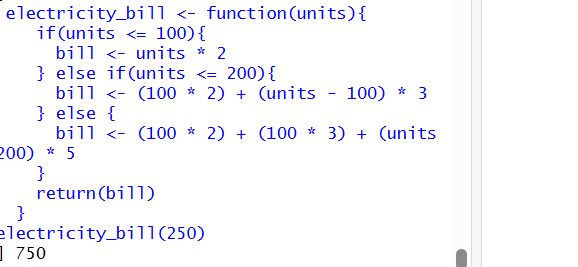 electricity_bill <- function(units){
if(units <= 100){
bill <- units * 2
} else if(units <= 200){
bill <- (100 * 2) + (units - 100) * 3
} else {
bill <- (100 * 2) + (100 * 3) + (units
200) * 5
}
return(bill)
}
electricity_bill(250)
] 750